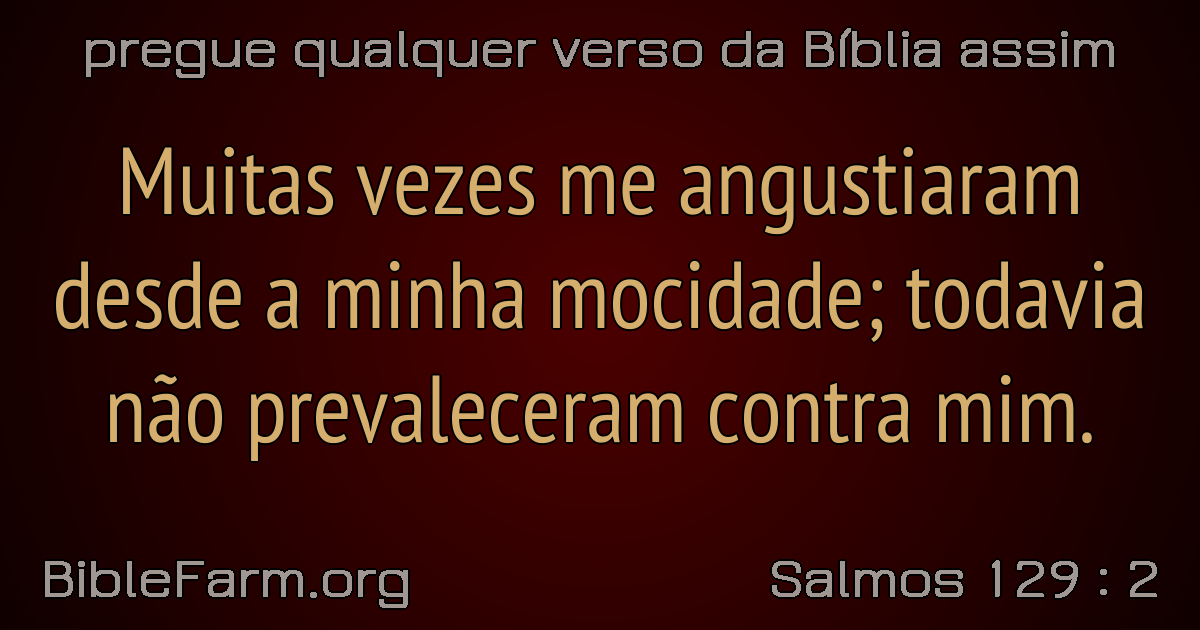 pregue qualquer verso da Bíblia assim
Muitas vezes me angustiaram
desde a minha mocidade; todavia
não prevaleceram contra mim.
BibleFarm.org
Salmos 129 : 2